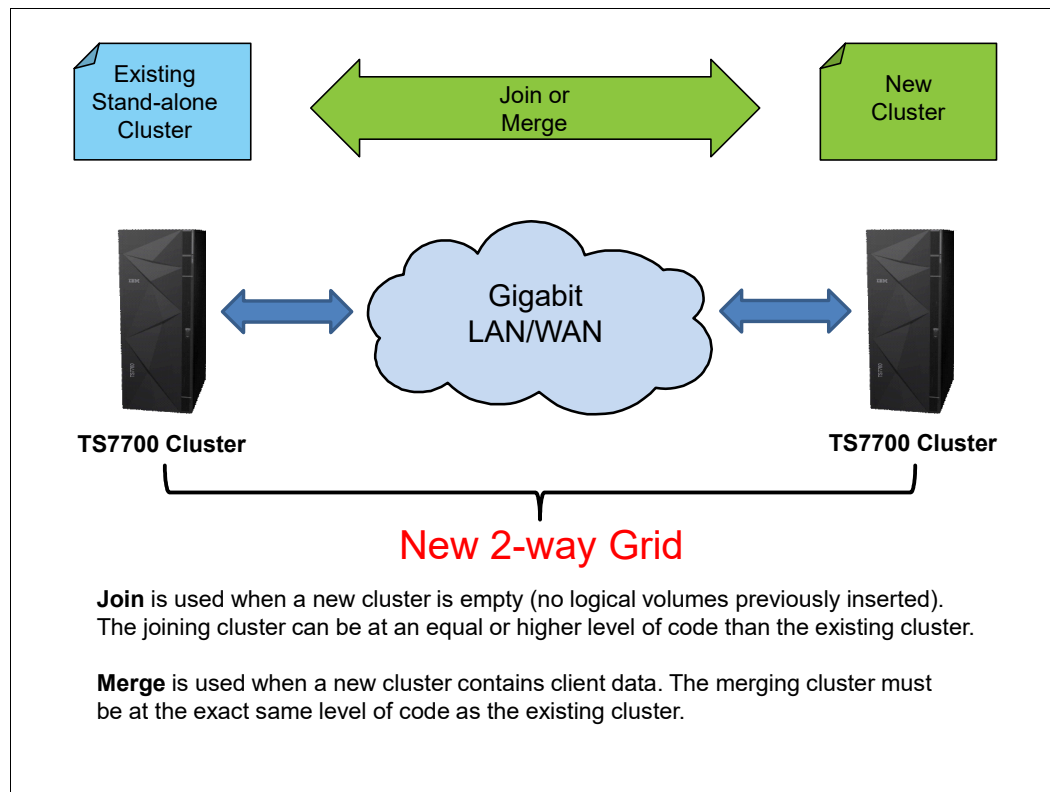 Existing
Stand-alone
Cluster
Join or
Merge
New
Cluster
Gigabit
LAN/WAN
TS7700 Cluster
TS7700 Cluster
New 2-way Grid
Join is used when a new cluster is empty (no logical volumes previously inserted).
The joining cluster can be at an equal or higher level of code than the existing cluster.
Merge is used when a new cluster contains client data. The merging cluster must
be at the exact same level of code as the existing cluster.